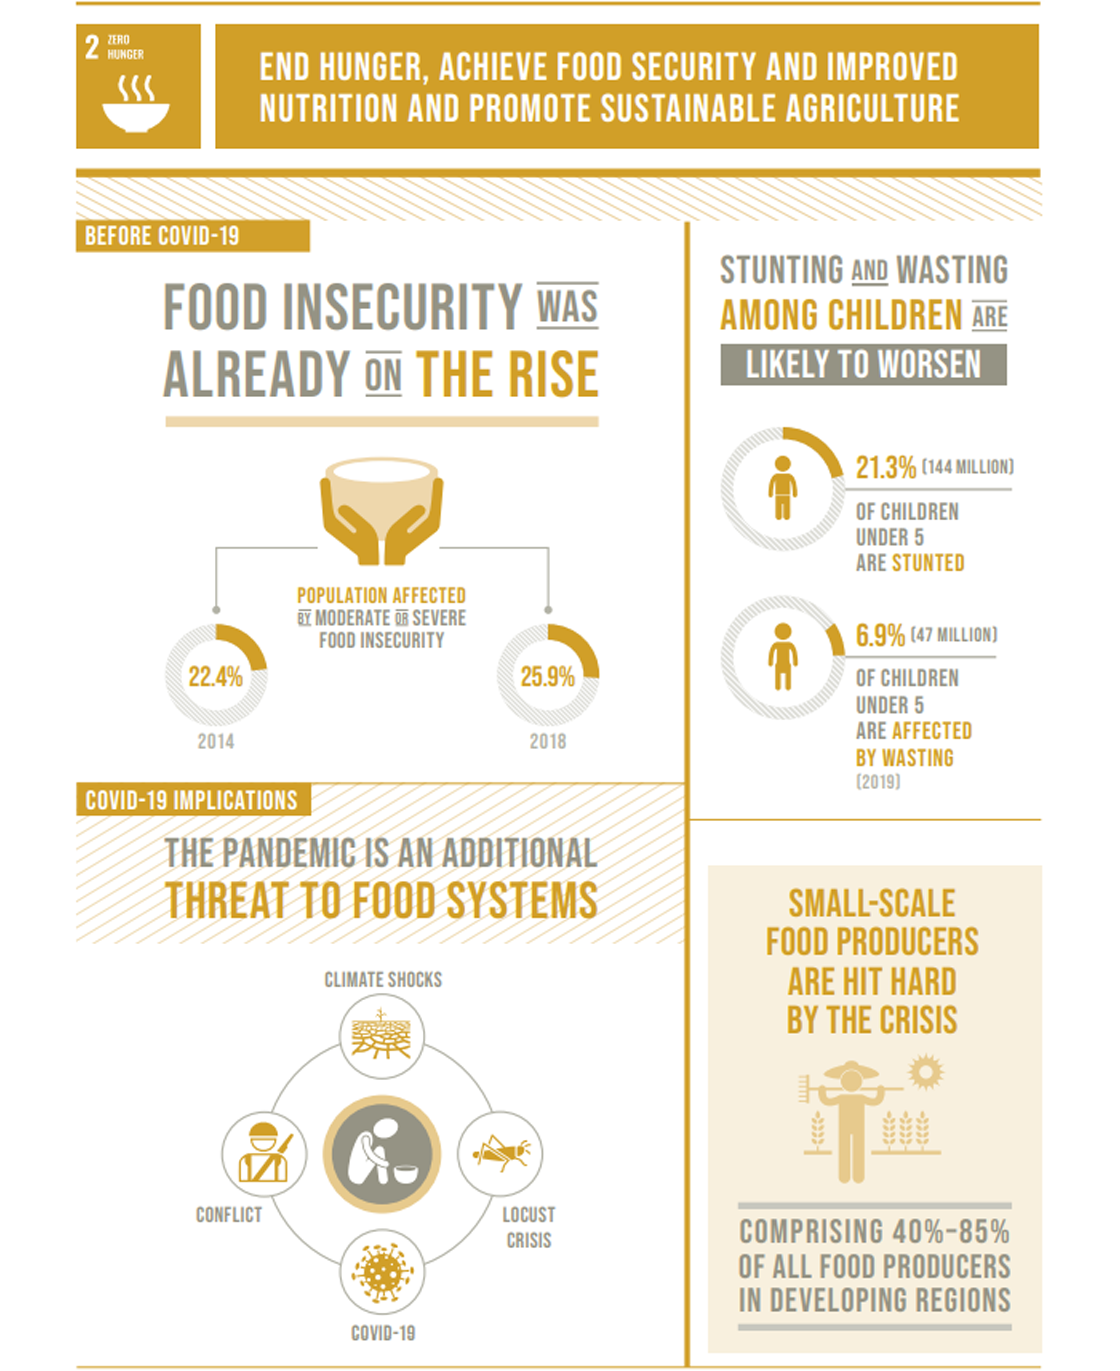 2 ZERO
HUNGER
END HUNGER, ACHIEVE FOOD SECURITY AND IMPROVED
NUTRITION AND PROMOTE SUSTAINABLE AGRICULTURE
BEFORE COVID-19
FOOD INSECURITY WAS
ALREADY ON THE RISE
POPULATION AFFECTED
BY MODERATE OR SEVERE
FOOD INSECURITY
22.4%
2014
25.9%
2018
COVID-19 IMPLICATIONS
THE PANDEMIC IS AN ADDITIONAL
THREAT TO FOOD SYSTEMS
CLIMATE SHOCKS
CONFLICT
LOCUST
CRISIS
COVID-19
STUNTING AND WASTING
AMONG CHILDREN ARE
LIKELY TO WORSEN
21.3% (144 MILLION)
OF CHILDREN
UNDER 5
ARE STUNTED
6.9% (47 MILLION)
OF CHILDREN
UNDER 5
ARE AFFECTED
BY WASTING
(2019)
SMALL-SCALE
FOOD PRODUCERS
ARE HIT HARD
BY THE CRISIS
COMPRISING 40%-85%
OF ALL FOOD PRODUCERS
IN DEVELOPING REGIONS